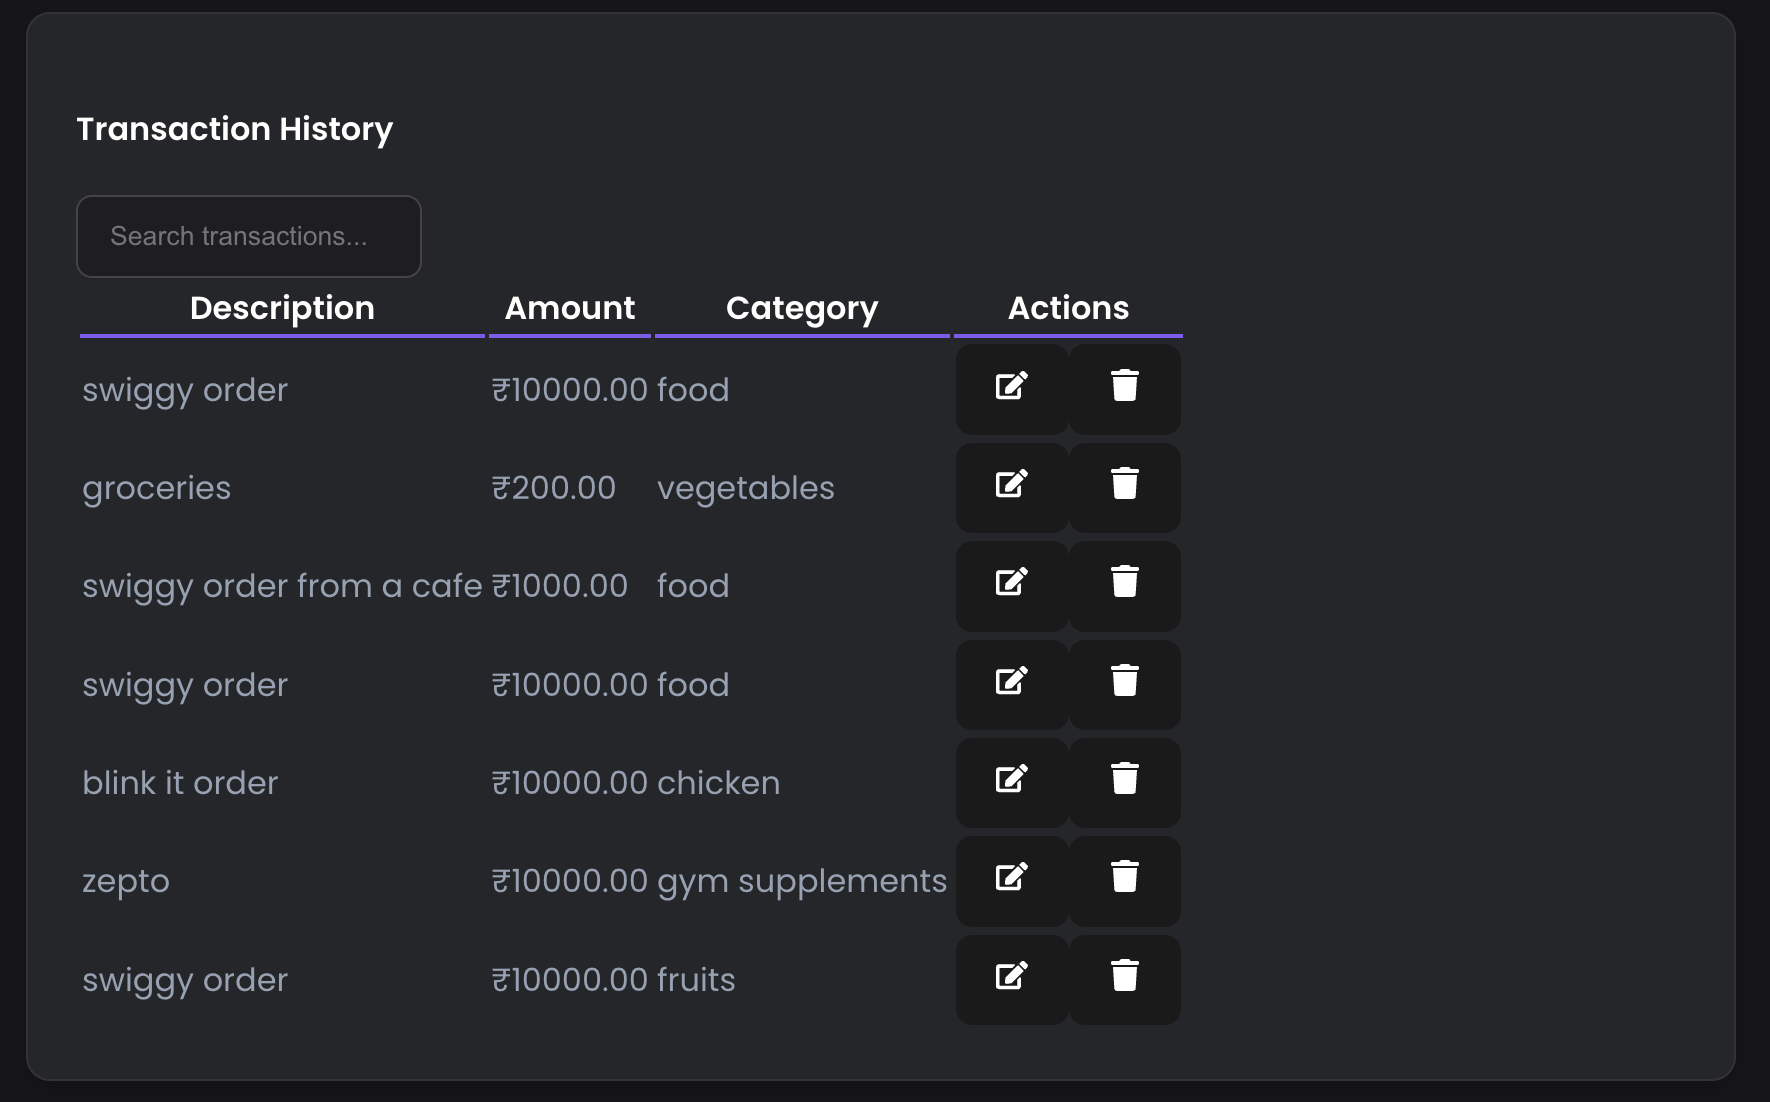 Transaction History
Search transactions...
Description Amount Category Actions
swiggy order ₹10000.00 food
groceries ₹200.00 vegetables
swiggy order from a cafe ₹1000.00 food
swiggy order ₹10000.00 food
blink it order ₹10000.00 chicken
zepto ₹10000.00 gym supplements
swiggy order ₹10000.00 fruits